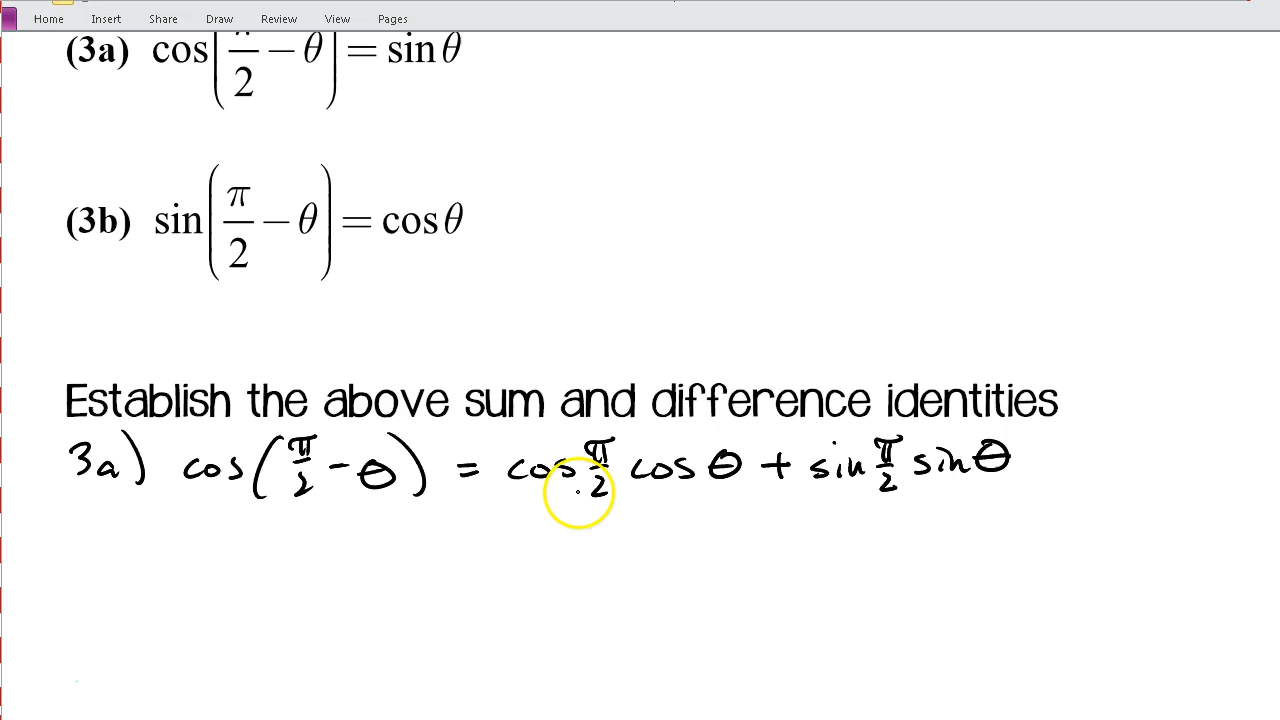 Home Insert Share Draw Review View Pages
(3a) cos(π/2 − θ) = sin θ
(3b) sin(π/2 − θ) = cos θ
Establish the above sum and difference identities
3a) cos(π/2 − θ) = cos π/2 cos θ + sin π/2 sin θ